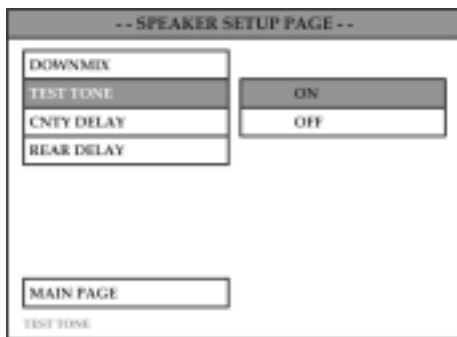 - - SPEAKER SETUP PAGE - -
DOWNMIX
TEST TONE
ON
CNTY DELAY
OFF
REAR DELAY
MAIN PAGE
TEST TONE